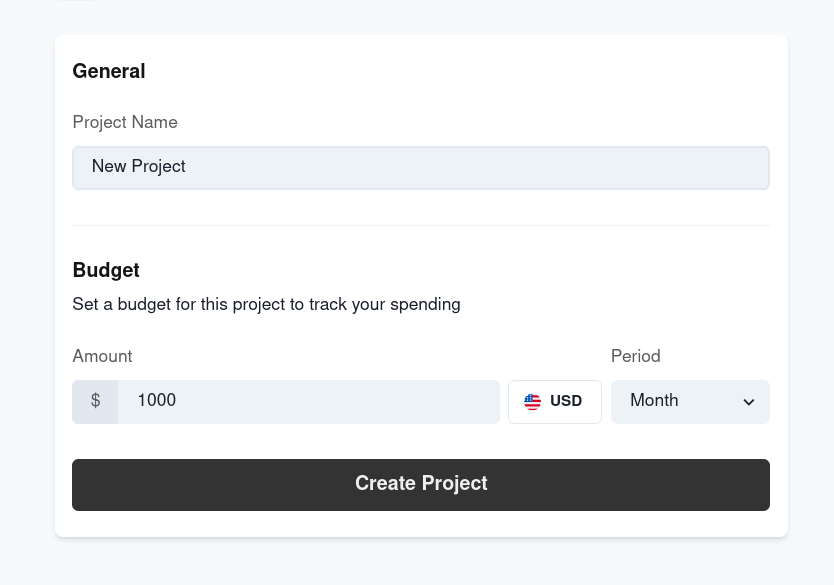 General
Project Name
New Project
Budget
Set a budget for this project to track your spending
Amount Period
$ 1000 USD Month
Create Project